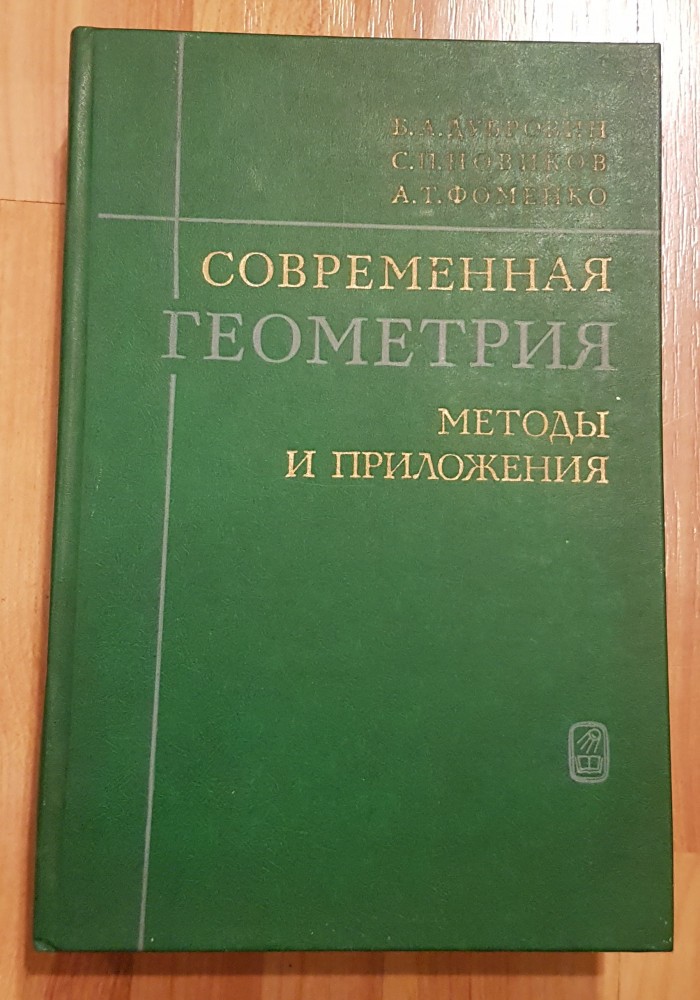 Б. А. ДУБРОВИН
С. П. НОВИКОВ
А. Т. ФОМЕНКО
СОВРЕМЕННАЯ
ГЕОМЕТРИЯ
МЕТОДЫ
И ПРИЛОЖЕНИЯ